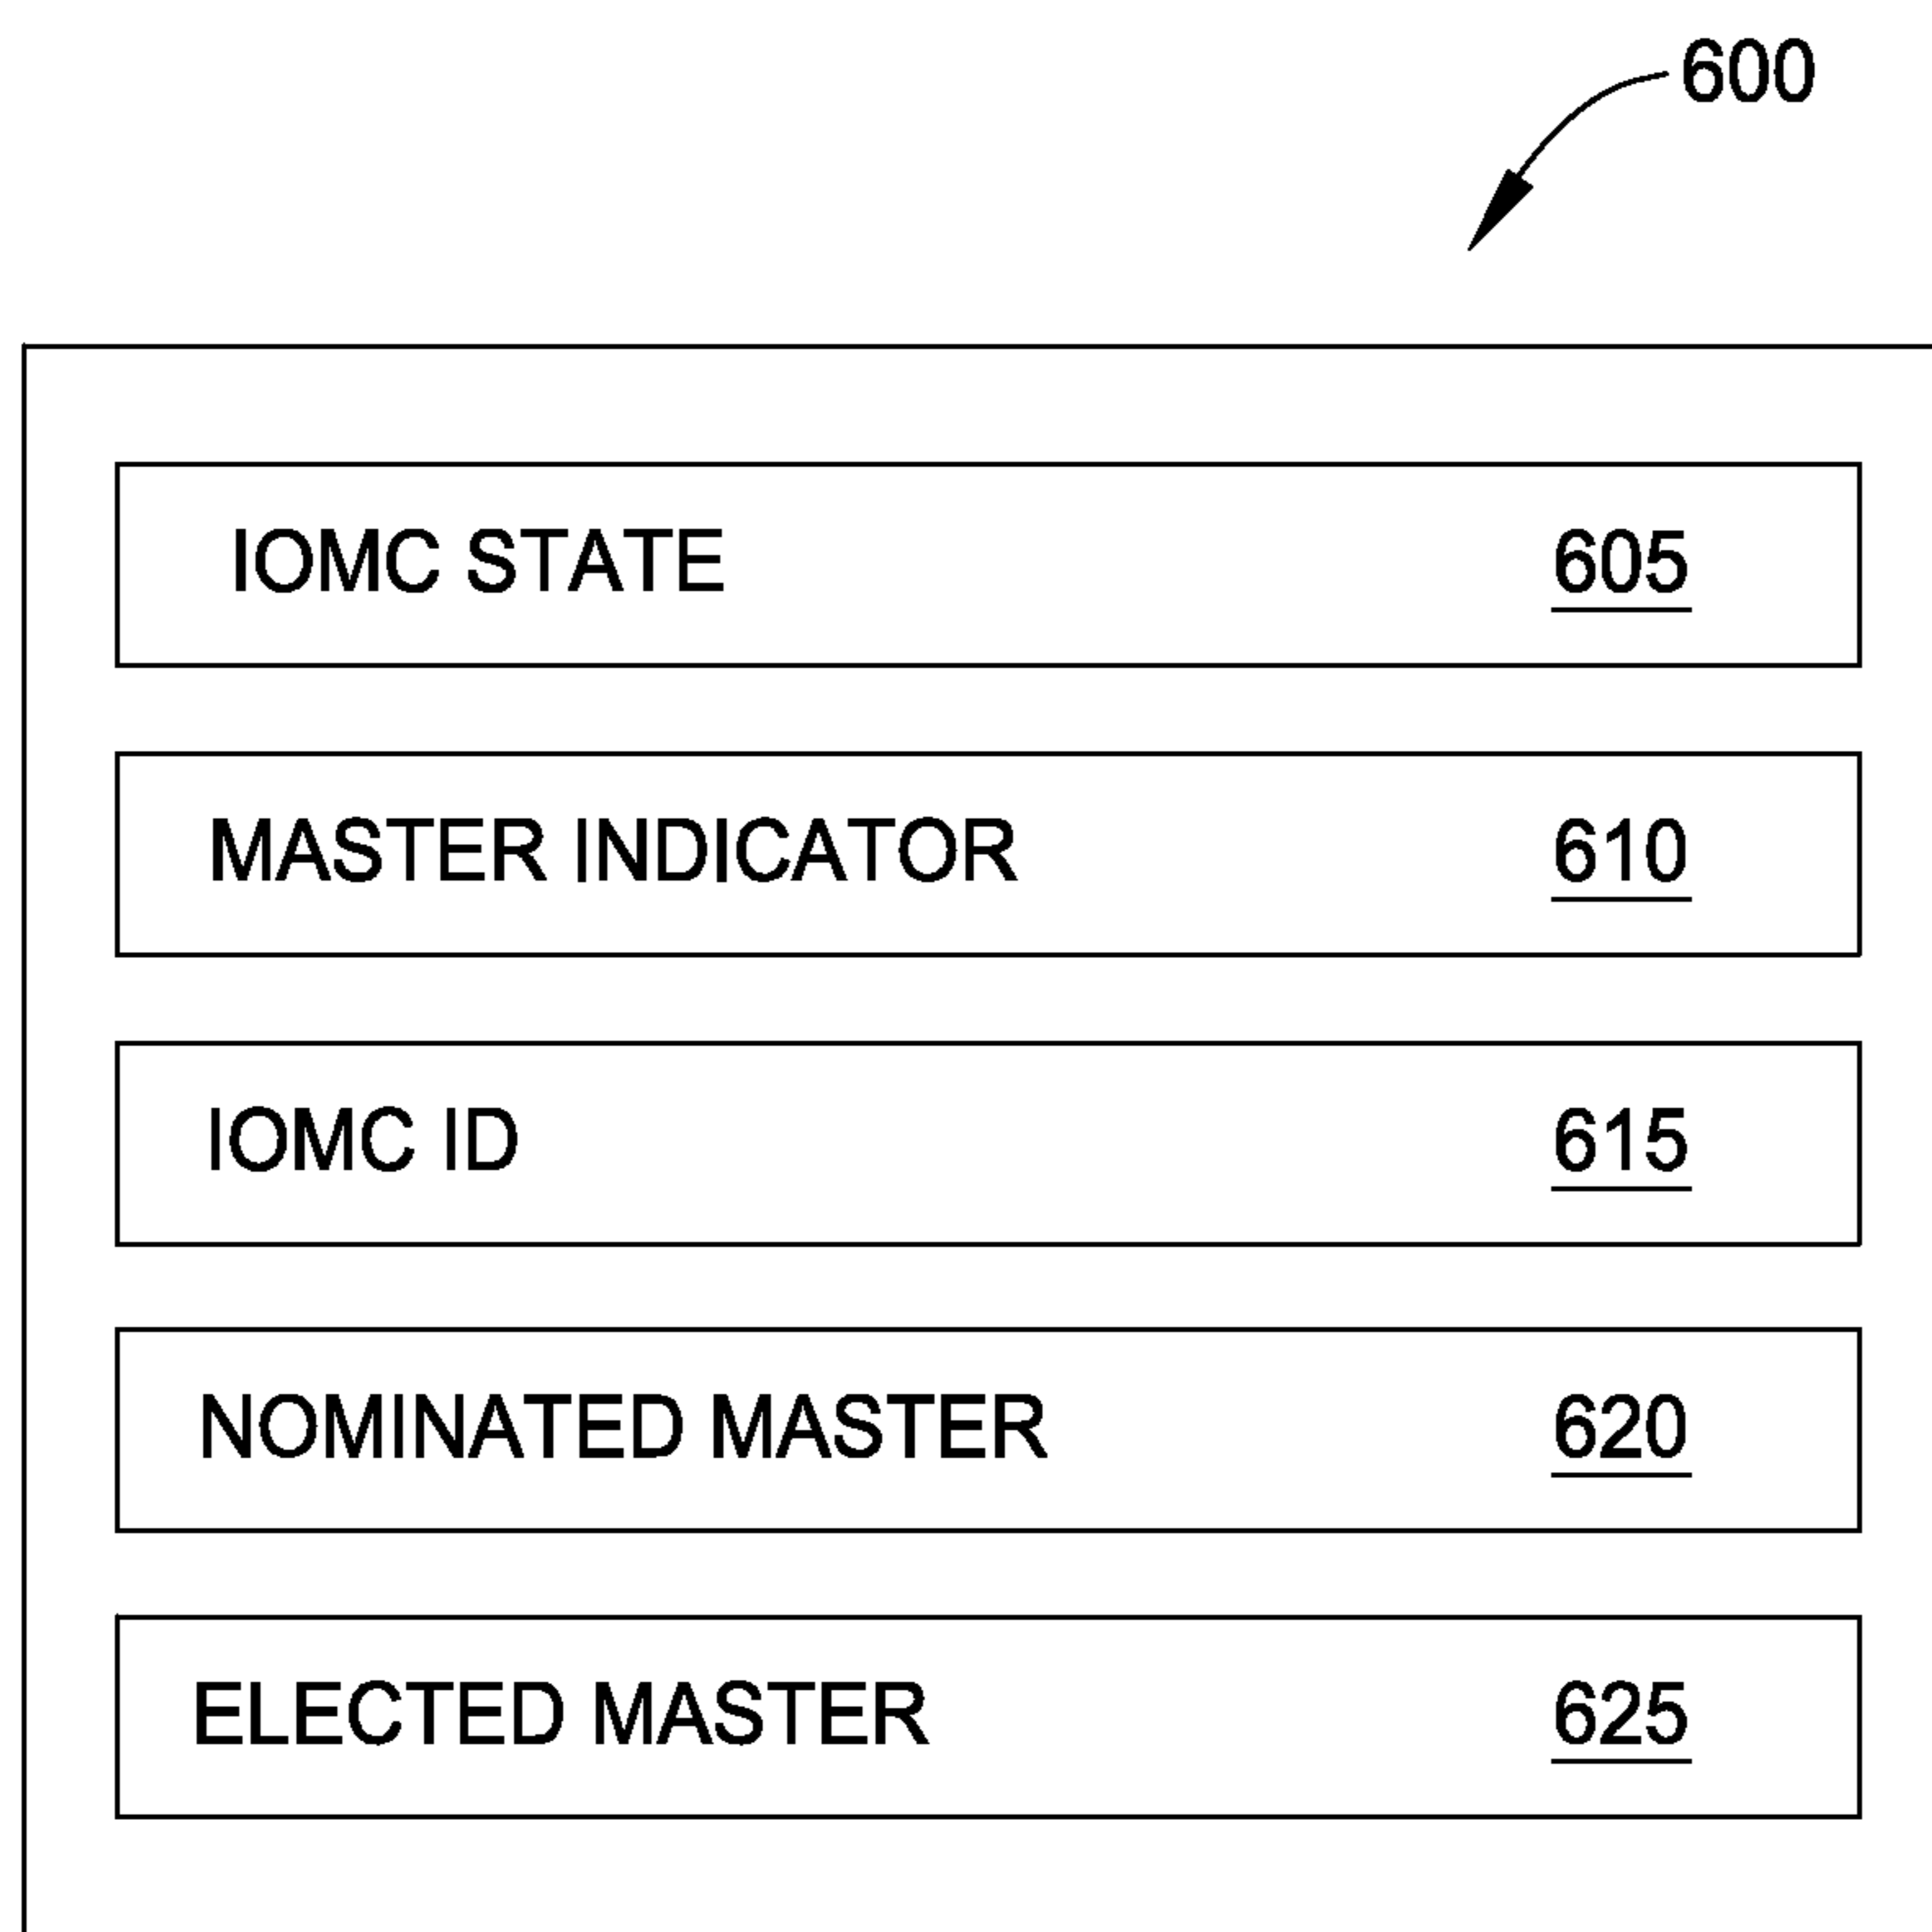 600
IOMC STATE 605
MASTER INDICATOR 610
IOMC ID 615
NOMINATED MASTER 620
ELECTED MASTER 625